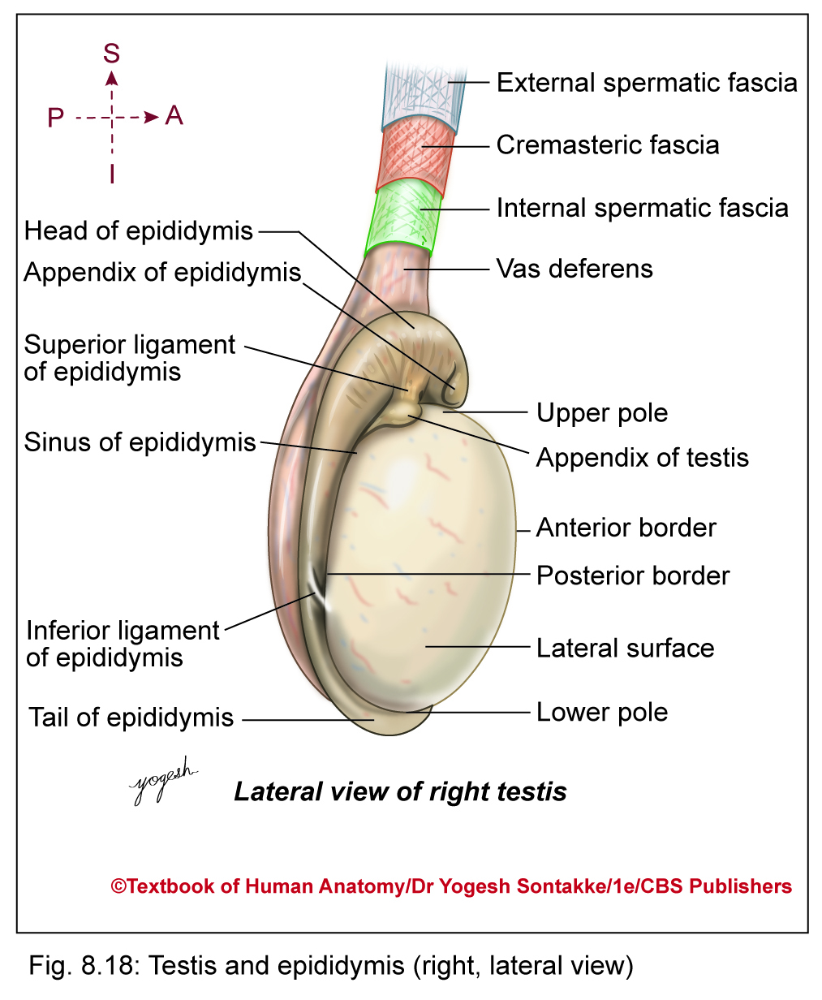 S
P
A
I
External spermatic fascia
Cremasteric fascia
Internal spermatic fascia
Head of epididymis
Appendix of epididymis
Vas deferens
Superior ligament
of epididymis
Upper pole
Sinus of epididymis
Appendix of testis
Anterior border
Posterior border
Inferior ligament
of epididymis
Lateral surface
Tail of epididymis
Lower pole
yogesh
Lateral view of right testis
©Textbook of Human Anatomy/Dr Yogesh Sontakke/1e/CBS Publishers
Fig. 8.18: Testis and epididymis (right, lateral view)